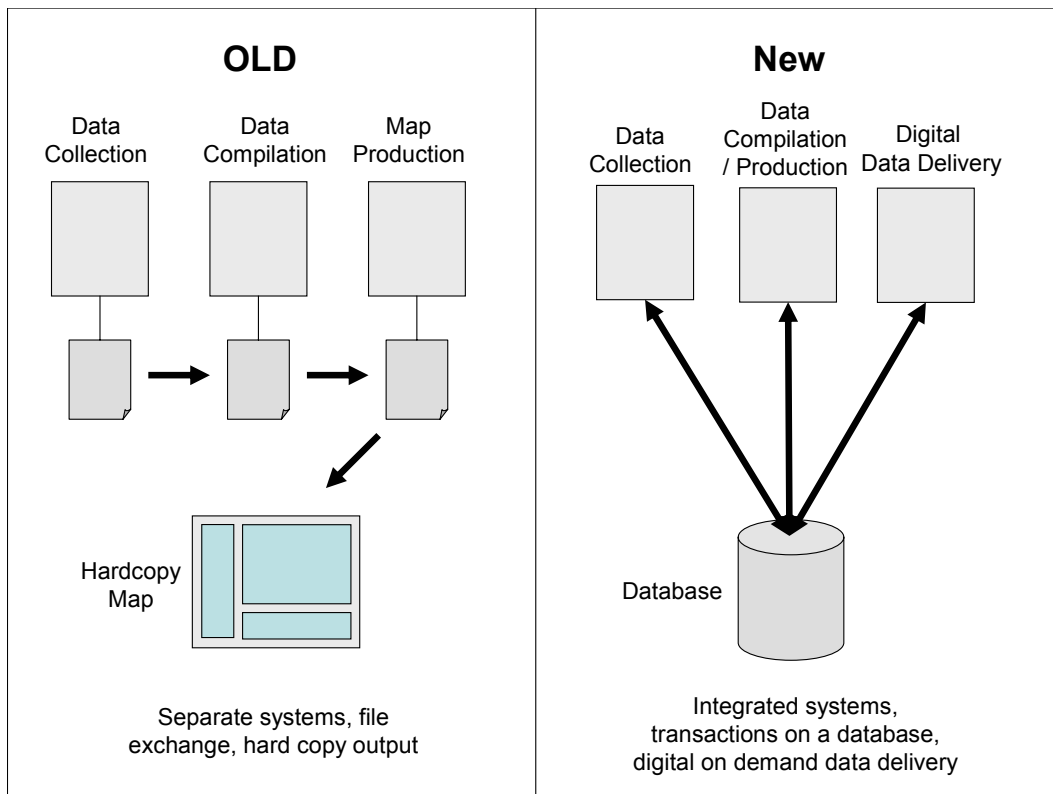 OLD
Data
Collection
Data
Compilation
Map
Production
Hardcopy
Map
Separate systems, file
exchange, hard copy output
New
Data
Collection
Data
Compilation
/ Production
Digital
Data Delivery
Database
Integrated systems,
transactions on a database,
digital on demand data delivery